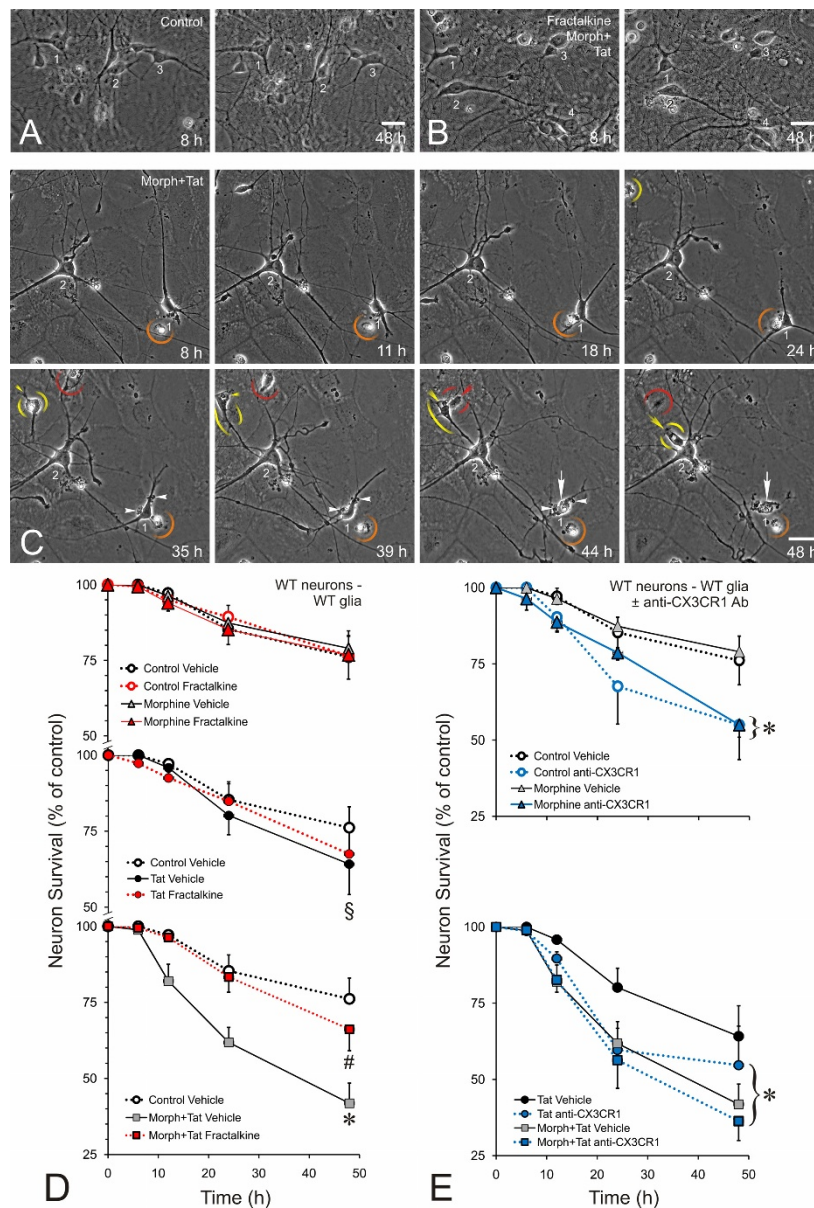 Control
1
2
3
A
8 h
1
2
3
48 h
Fractalkine
Morph+
Tat
1
2
3
4
B
8 h
1
2
3
4
48 h
Morph+Tat
2
1
8 h
2
1
11 h
2
1
18 h
2
1
24 h
C
2
1
35 h
2
1
39 h
2
1
44 h
2
48 h
WT neurons -
WT glia
100
75
50
Control Vehicle
Control Fractalkine
Morphine Vehicle
Morphine Fractalkine
100
75
50
Control Vehicle
Tat Vehicle
Tat Fractalkine
§
100
75
50
25
Control Vehicle
Morph+Tat Vehicle
Morph+Tat Fractalkine
#
*
0 10 20 30 40 50
Neuron Survival (% of control)
Time (h)
D
WT neurons - WT glia
± anti-CX3CR1 Ab
100
75
50
25
}*
Control Vehicle
Control anti-CX3CR1
Morphine Vehicle
Morphine anti-CX3CR1
100
75
50
25
}*
Tat Vehicle
Tat anti-CX3CR1
Morph+Tat Vehicle
Morph+Tat anti-CX3CR1
0 10 20 30 40 50
Neuron Survival (% of control)
Time (h)
E